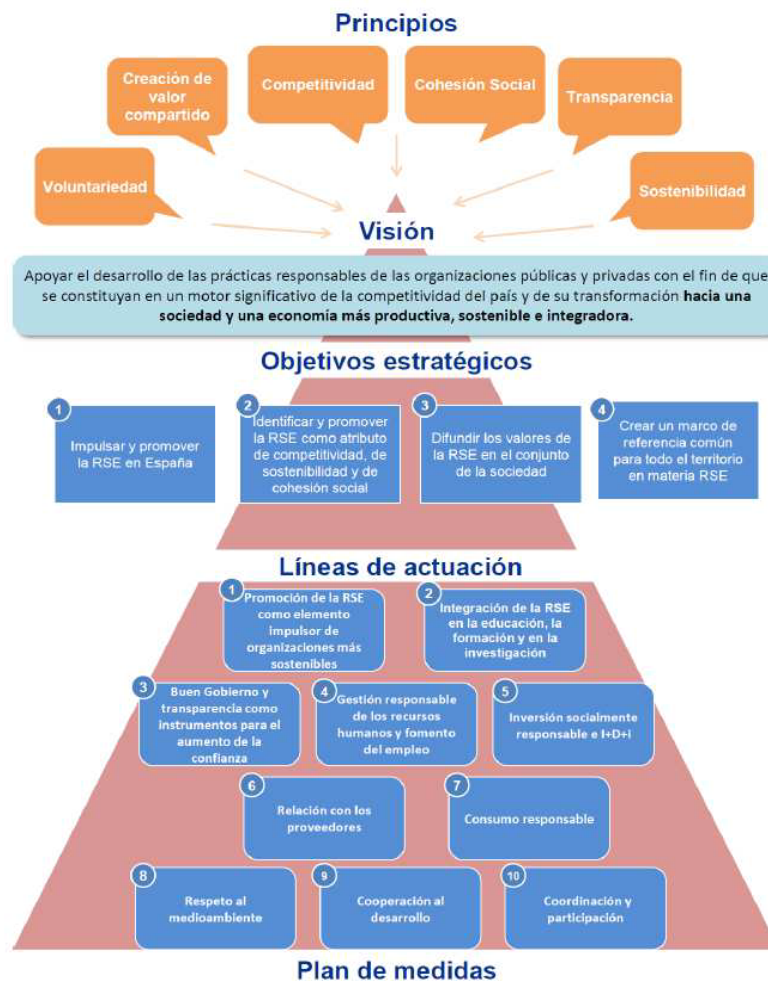 Principios
Creación de
valor
compartido
Competitividad
Cohesión Social
Transparencia
Voluntariedad
Sostenibilidad
Visión
Apoyar el desarrollo de las prácticas responsables de las organizaciones públicas y privadas con el fin de que
se constituyan en un motor significativo de la competitividad del país y de su transformación hacia una
sociedad y una economía más productiva, sostenible e integradora.
Objetivos estratégicos
1
Impulsar y promover
la RSE en España
2
Identificar y promover
la RSE como atributo
de competitividad, de
sostenibilidad y de
cohesión social
3
Difundir los valores de
la RSE en el conjunto
de la sociedad
4
Crear un marco de
referencia común
para todo el territorio
en materia RSE
Líneas de actuación
1
Promoción de la RSE
como elemento
impulsor de
organizaciones más
sostenibles
2
Integración de la RSE
en la educación, la
formación y en la
investigación
3
Buen Gobierno y
transparencia como
instrumentos para el
aumento de la
confianza
4
Gestión responsable
de los recursos
humanos y fomento
del empleo
5
Inversión socialmente
responsable e I+D+i
6
Relación con los
proveedores
7
Consumo responsable
8
Respeto al
medioambiente
9
Cooperación al
desarrollo
10
Coordinación y
participación
Plan de medidas